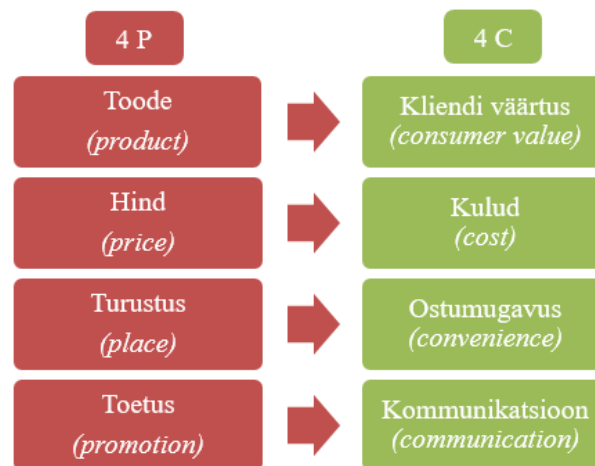 4 P
4 C
Toode
(product)
Kliendi väärtus
(consumer value)
Hind
(price)
Kulud
(cost)
Turustus
(place)
Ostumugavus
(convenience)
Toetus
(promotion)
Kommunikatsioon
(communication)